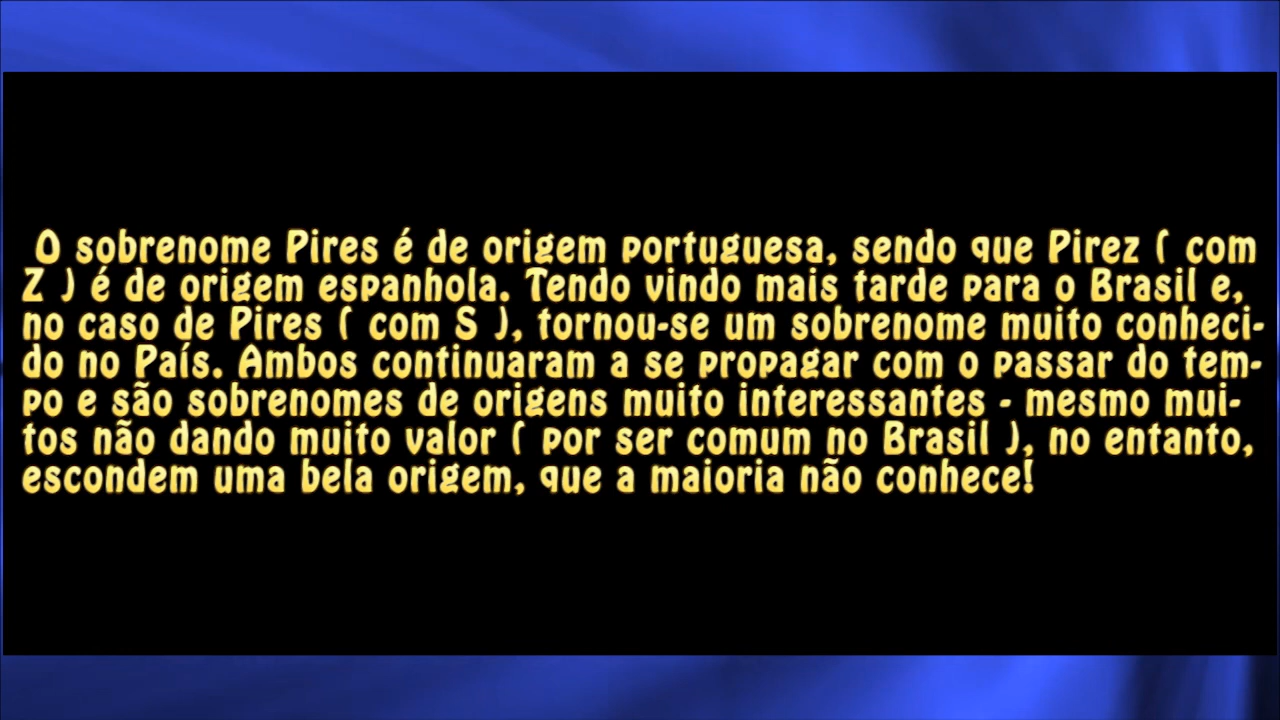 O sobrenome Pires é de origem portuguesa, sendo que Pirez ( com
Z ) é de origem espanhola. Tendo vindo mais tarde para o Brasil e,
no caso de Pires ( com S ), tornou-se um sobrenome muito conheci-
do no País. Ambos continuaram a se propagar com o passar do tem-
po e são sobrenomes de origens muito interessantes - mesmo mui-
tos não dando muito valor ( por ser comum no Brasil ), no entanto,
escondem uma bela origem, que a maioria não conhece!